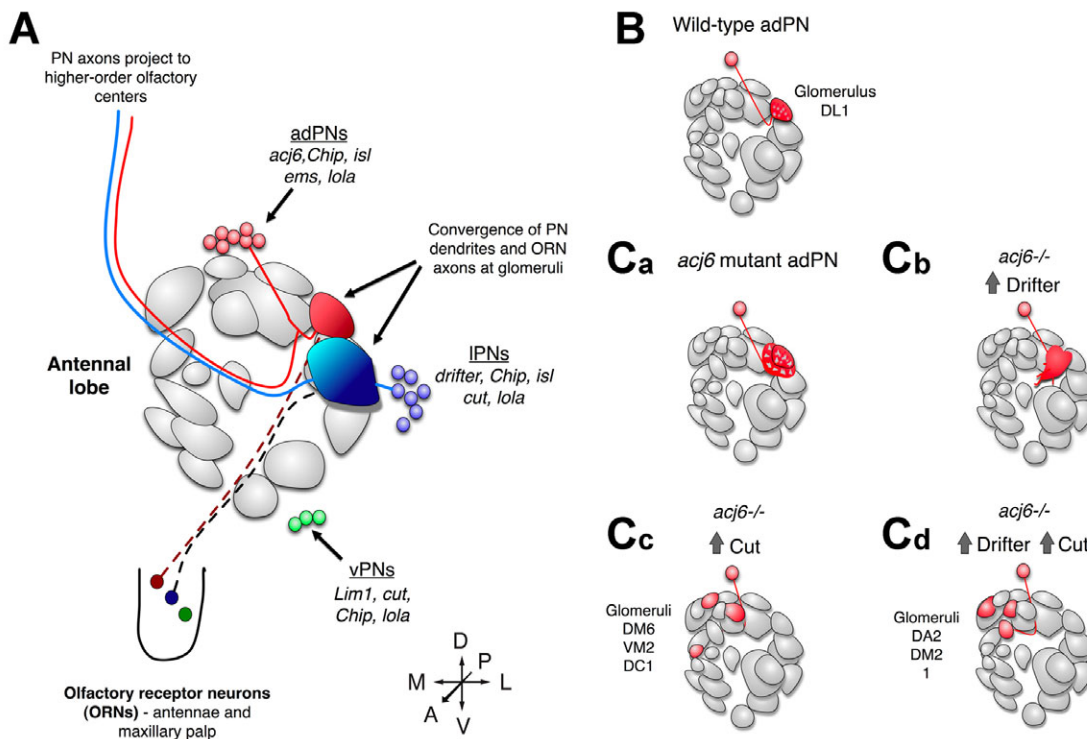 A
PN axons project to
higher-order olfactory
centers
adPNs
acj6,Chip, isl
ems, lola
Convergence of PN
dendrites and ORN
axons at glomeruli
Antennal
lobe
lPNs
drifter, Chip, isl
cut, lola
vPNs
Lim1, cut,
Chip, lola
Olfactory receptor neurons
(ORNs) - antennae and
maxillary palp
D
P
M
L
A
V
B
Wild-type adPN
Glomerulus
DL1
Ca
acj6 mutant adPN
Cb
acj6-/-
Drifter
Cc
acj6-/-
Cut
Glomeruli
DM6
VM2
DC1
Cd
acj6-/-
Drifter Cut
Glomeruli
DA2
DM2
1